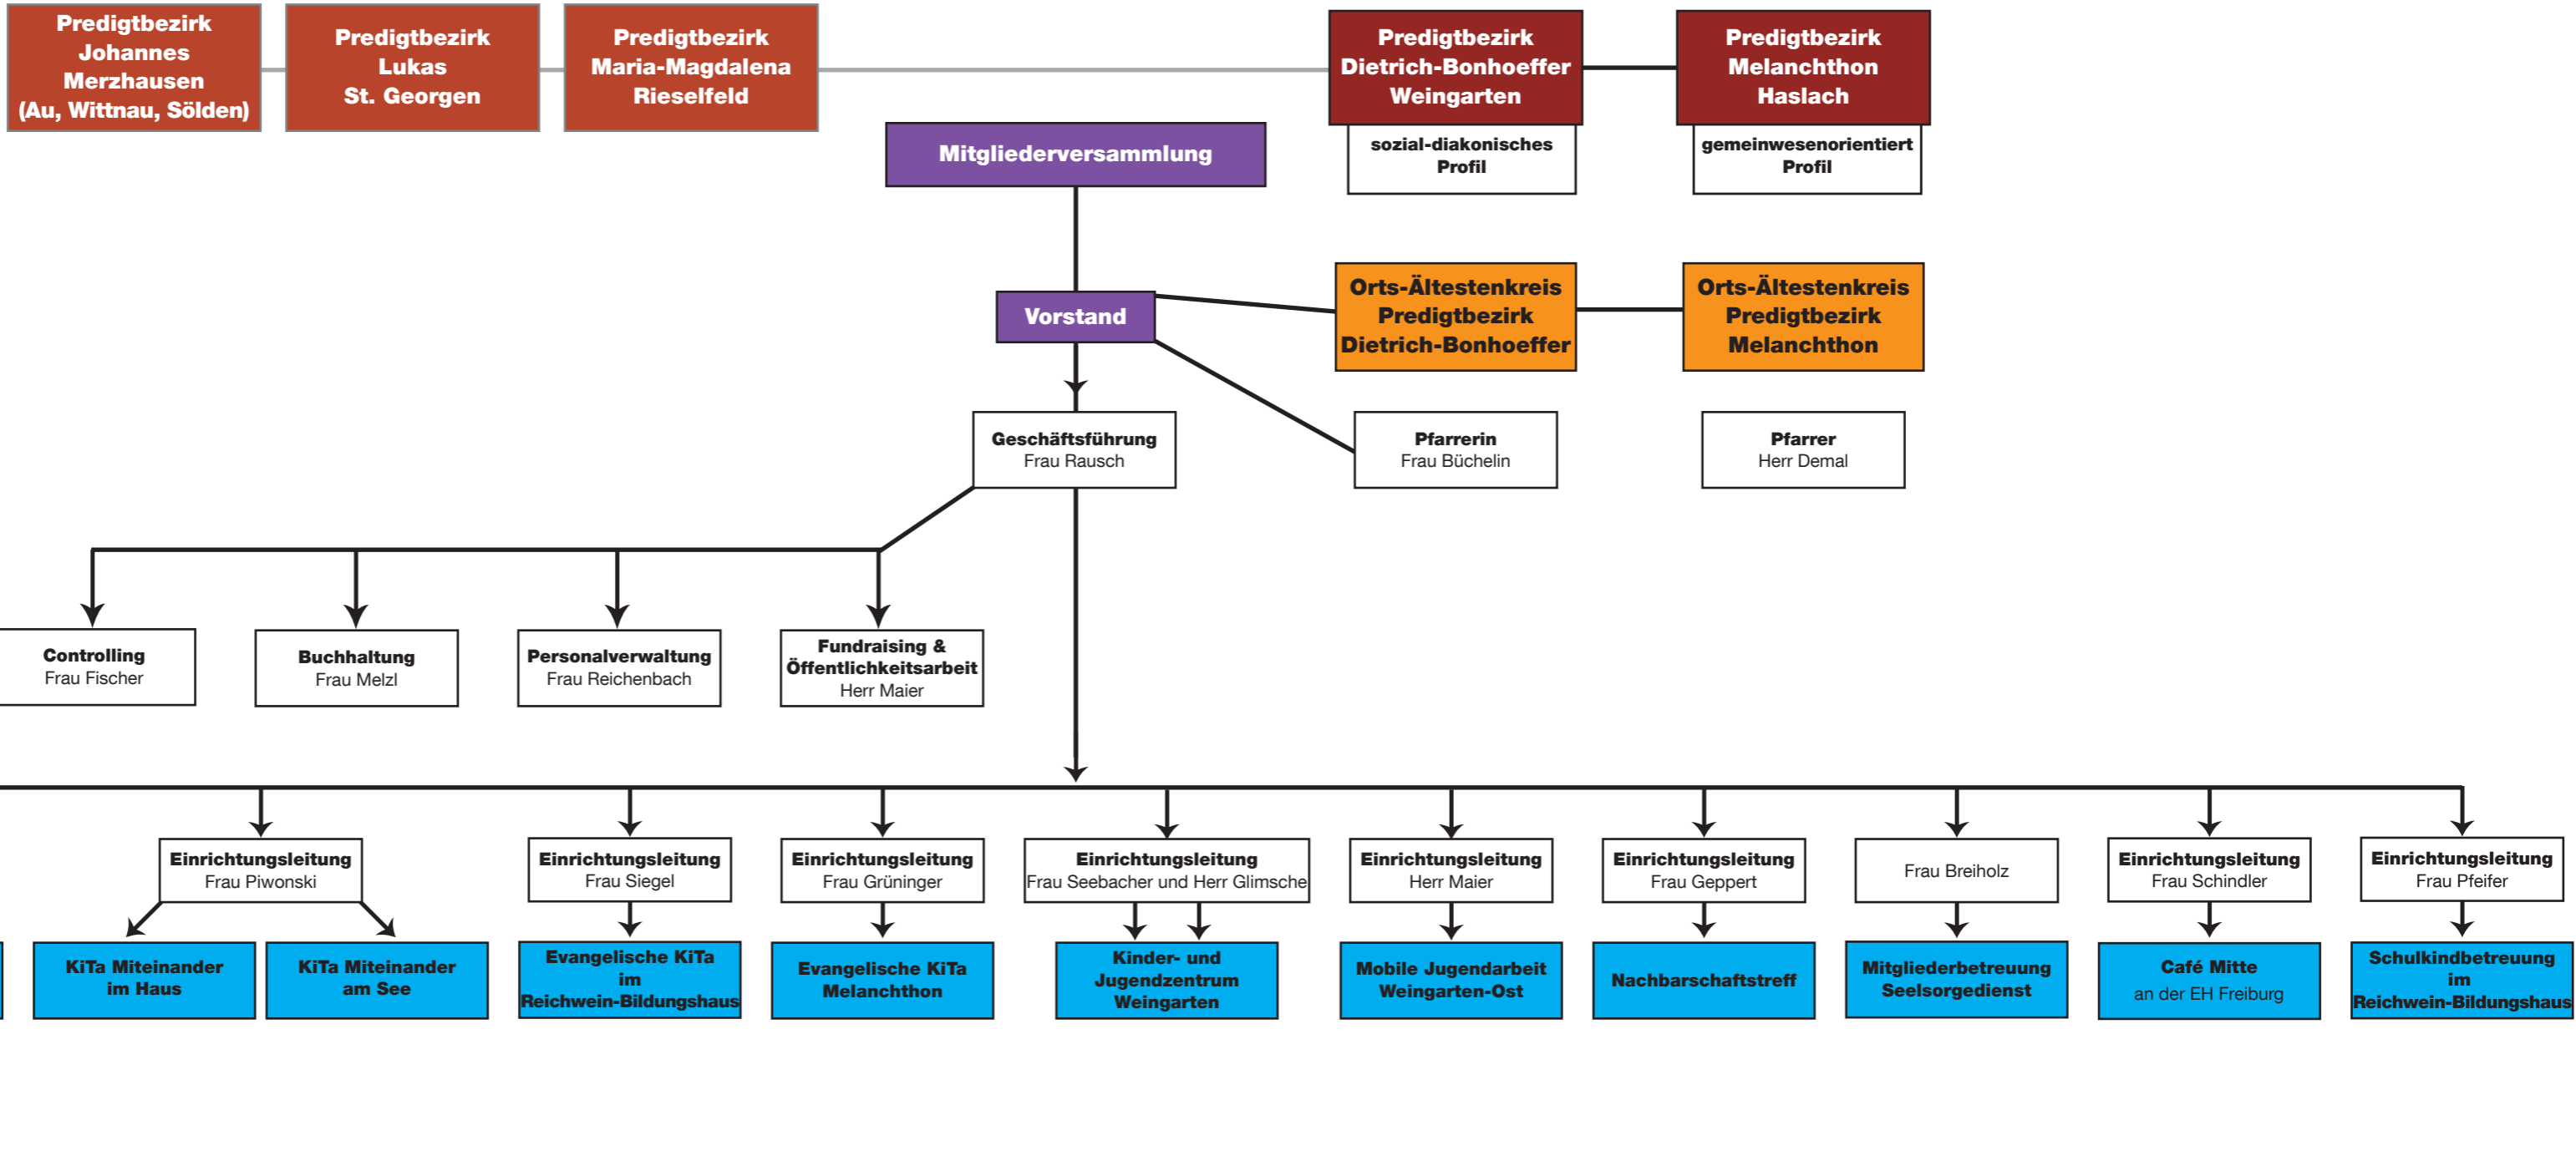 Predigtbezirk
Johannes
Merzhausen
(Au, Wittnau, Sölden)
Predigtbezirk
Lukas
St. Georgen
Predigtbezirk
Maria-Magdalena
Rieselfeld
Predigtbezirk
Dietrich-Bonhoeffer
Weingarten
sozial-diakonisches
Profil
Predigtbezirk
Melanchthon
Haslach
gemeinwesenorientiert
Profil
Mitgliederversammlung
Vorstand
Orts-Ältestenkreis
Predigtbezirk
Dietrich-Bonhoeffer
Orts-Ältestenkreis
Predigtbezirk
Melanchthon
Geschäftsführung
Frau Rausch
Pfarrerin
Frau Büchelin
Pfarrer
Herr Demal
Controlling
Frau Fischer
Buchhaltung
Frau Melzl
Personalverwaltung
Frau Reichenbach
Fundraising &
Öffentlichkeitsarbeit
Herr Maier
Einrichtungsleitung
Frau Piwonski
Einrichtungsleitung
Frau Siegel
Einrichtungsleitung
Frau Grüninger
Einrichtungsleitung
Frau Seebacher und Herr Glimsche
Einrichtungsleitung
Herr Maier
Einrichtungsleitung
Frau Geppert
Frau Breiholz
Einrichtungsleitung
Frau Schindler
Einrichtungsleitung
Frau Pfeifer
KiTa Miteinander
im Haus
KiTa Miteinander
am See
Evangelische KiTa
im
Reichwein-Bildungshaus
Evangelische KiTa
Melanchthon
Kinder- und
Jugendzentrum
Weingarten
Mobile Jugendarbeit
Weingarten-Ost
Nachbarschaftstreff
Mitgliederbetreuung
Seelsorgedienst
Café Mitte
an der EH Freiburg
Schulkindbetreuung
im
Reichwein-Bildungshaus